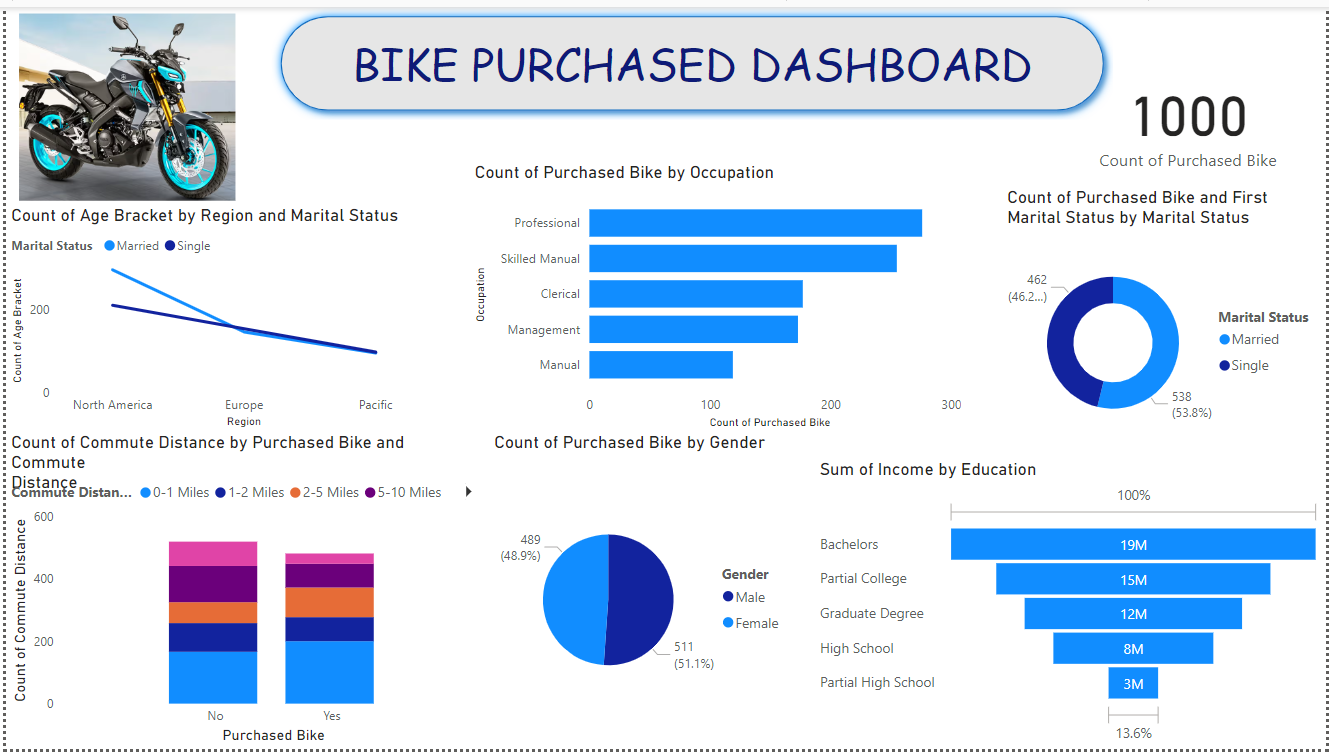 BIKE PURCHASED DASHBOARD
1000
Count of Purchased Bike
Count of Age Bracket by Region and Marital Status
Marital Status Married Single
Count of Age Bracket
200
0
North America Europe Pacific
Region
Count of Purchased Bike by Occupation
Occupation
Professional
Skilled Manual
Clerical
Management
Manual
0 100 200 300
Count of Purchased Bike
Count of Purchased Bike and First
Marital Status by Marital Status
462
(46.2...)
538
(53.8%)
Marital Status
Married
Single
Count of Commute Distance by Purchased Bike and
Commute
Distance
Commute Distan... 0-1 Miles 1-2 Miles 2-5 Miles 5-10 Miles
Count of Commute Distance
600
400
200
0
No Yes
Purchased Bike
Count of Purchased Bike by Gender
489
(48.9%)
511
(51.1%)
Gender
Male
Female
Sum of Income by Education
100%
Bachelors 19M
Partial College 15M
Graduate Degree 12M
High School 8M
Partial High School 3M
13.6%